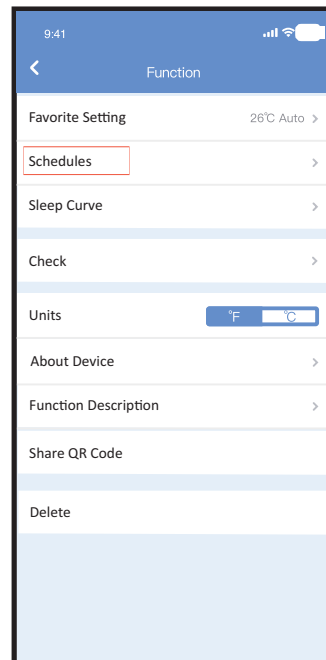 9:41
Function
Favorite Setting 26℃ Auto
Schedules
Sleep Curve
Check
Units °F ℃
About Device
Function Description
Share QR Code
Delete